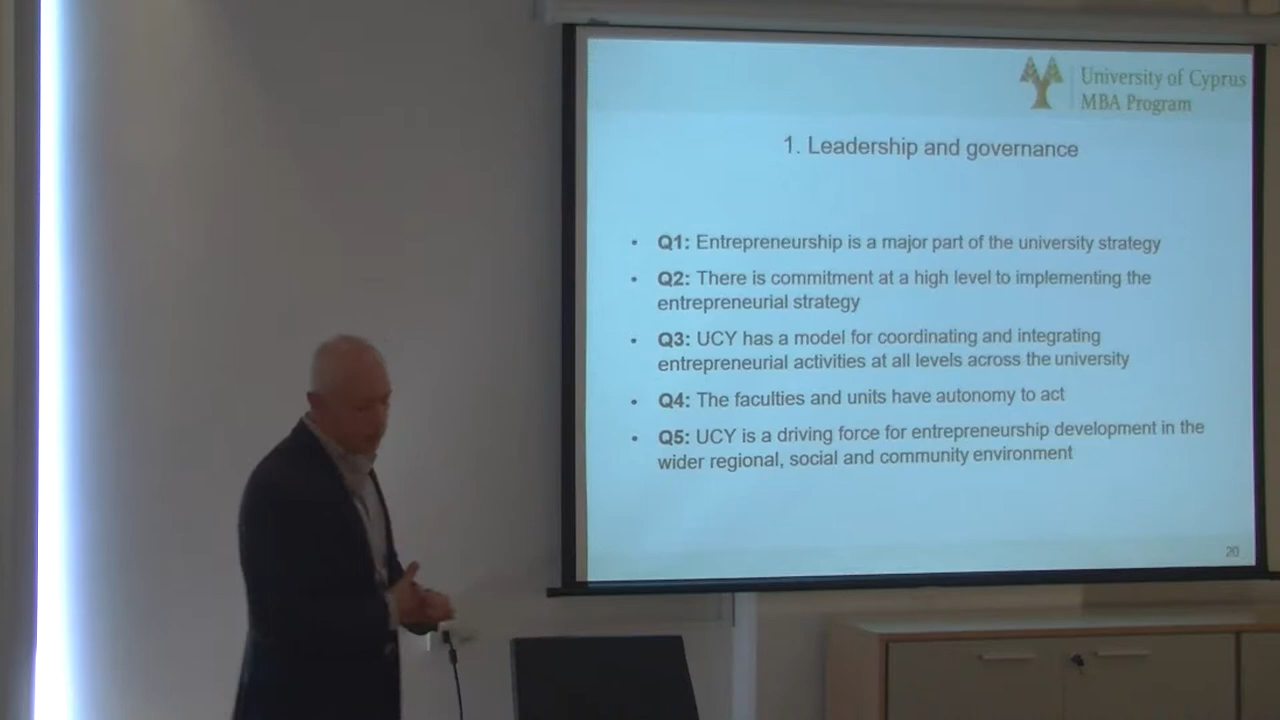 University of Cyprus
MBA Program
1. Leadership and governance
• Q1: Entrepreneurship is a major part of the university strategy
• Q2: There is commitment at a high level to implementing the
entrepreneurial strategy
• Q3: UCY has a model for coordinating and integrating
entrepreneurial activities at all levels across the university
• Q4: The faculties and units have autonomy to act
• Q5: UCY is a driving force for entrepreneurship development in the
wider regional, social and community environment
20